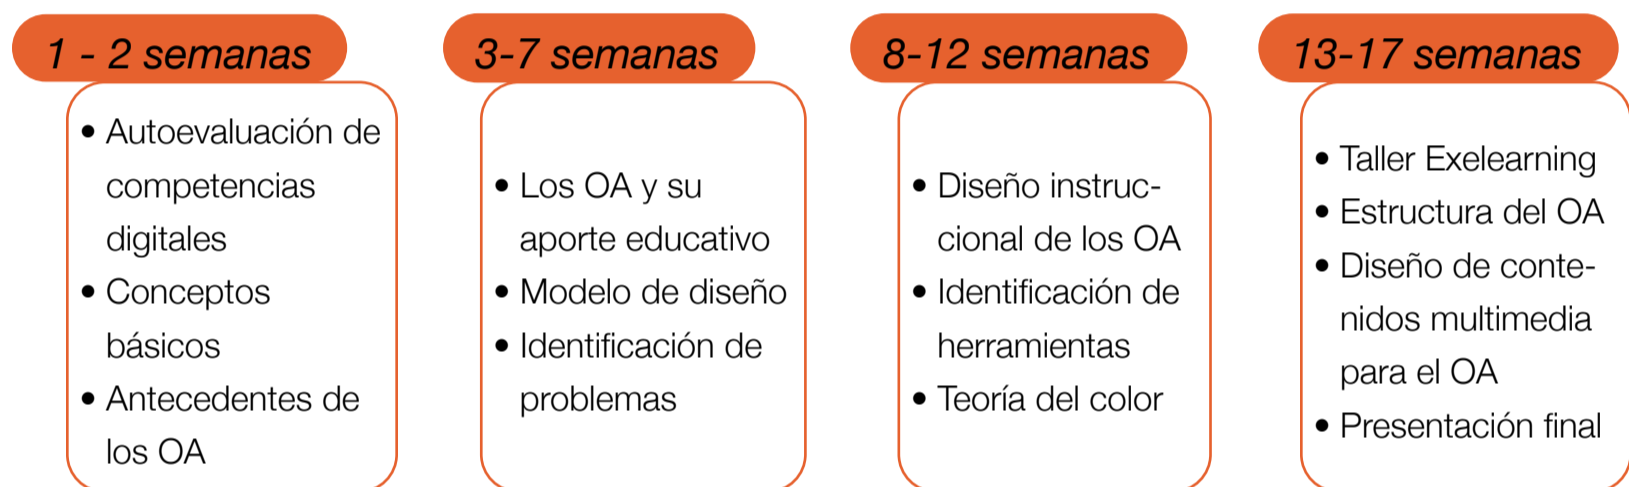 1 - 2 semanas
• Autoevaluación de
competencias
digitales
• Conceptos
básicos
• Antecedentes de
los OA
3-7 semanas
• Los OA y su
aporte educativo
• Modelo de diseño
• Identificación de
problemas
8-12 semanas
• Diseño instruc-
cional de los OA
• Identificación de
herramientas
• Teoría del color
13-17 semanas
• Taller Exelearning
• Estructura del OA
• Diseño de conte-
nidos multimedia
para el OA
• Presentación final